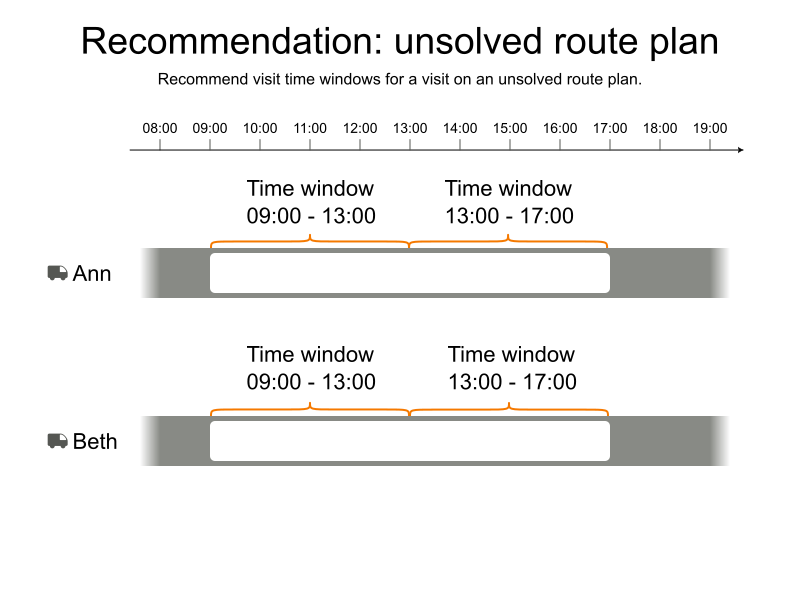 Recommendation: unsolved route plan
Recommend visit time windows for a visit on an unsolved route plan.
08:00 09:00 10:00 11:00 12:00 13:00 14:00 15:00 16:00 17:00 18:00 19:00
Time window Time window
09:00 - 13:00 13:00 - 17:00
Ann
Time window Time window
09:00 - 13:00 13:00 - 17:00
Beth